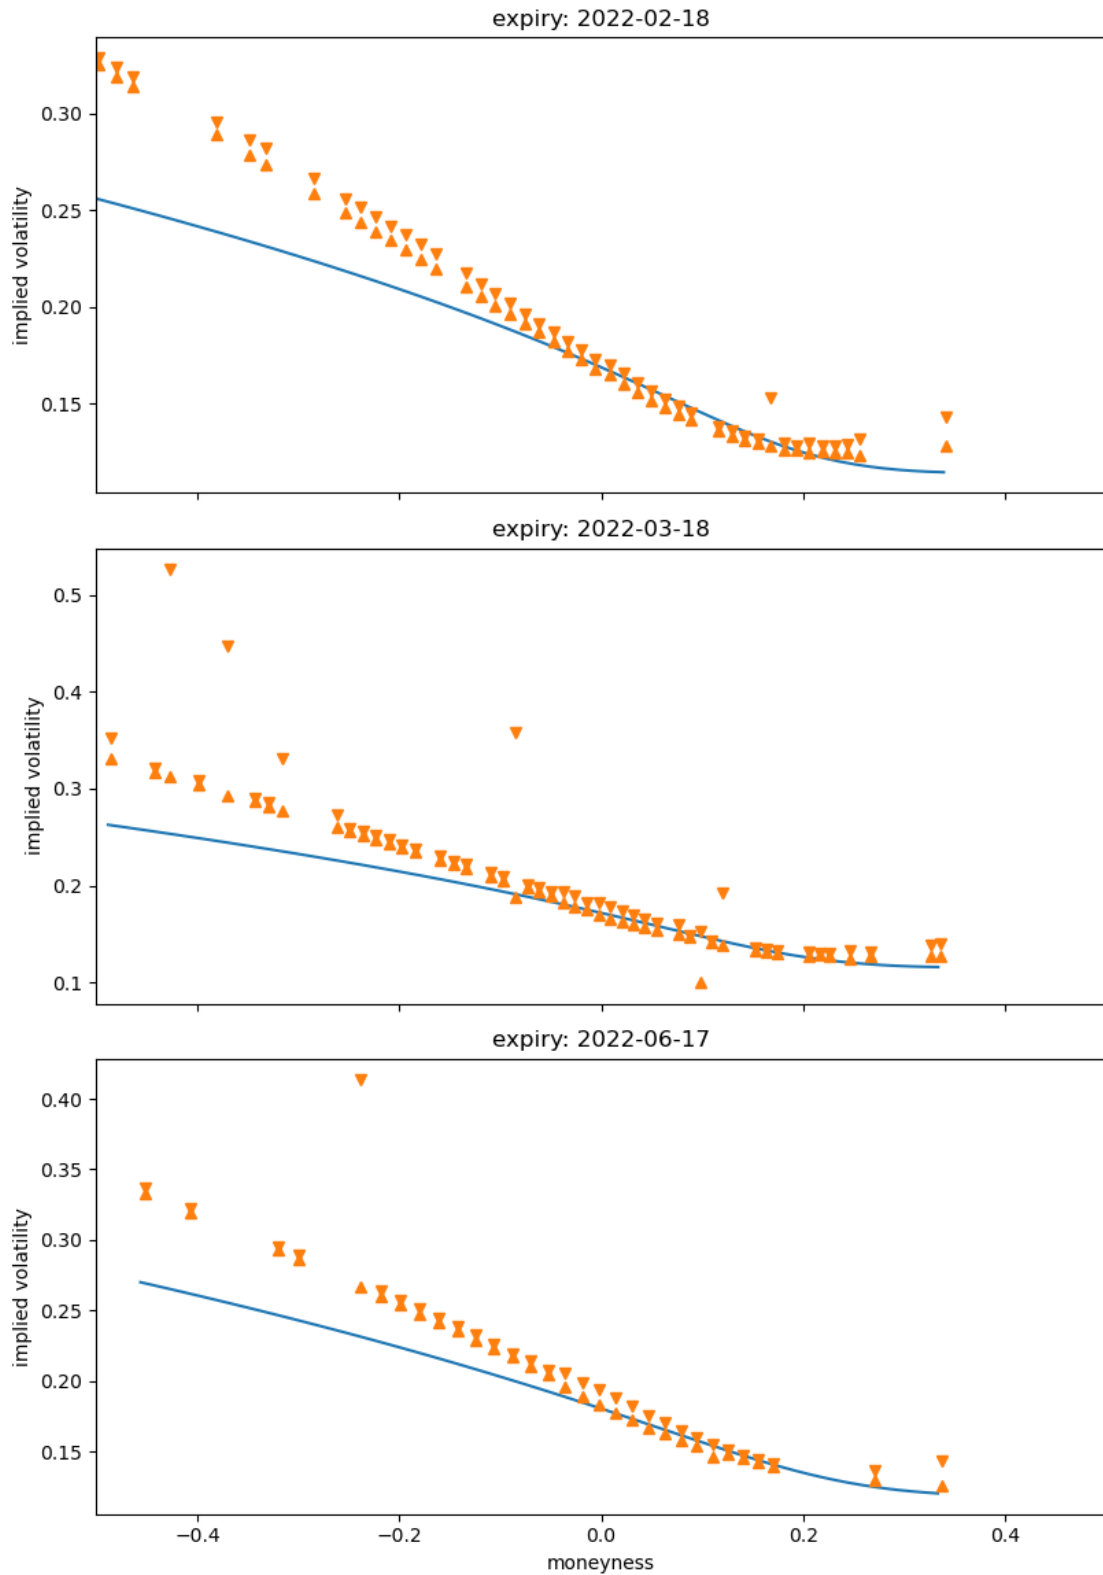 expiry: 2022-02-18
0.30
0.25
0.20
0.15
implied volatility
expiry: 2022-03-18
0.5
0.4
0.3
0.2
0.1
implied volatility
expiry: 2022-06-17
0.40
0.35
0.30
0.25
0.20
0.15
implied volatility
−0.4 −0.2 0.0 0.2 0.4
moneyness